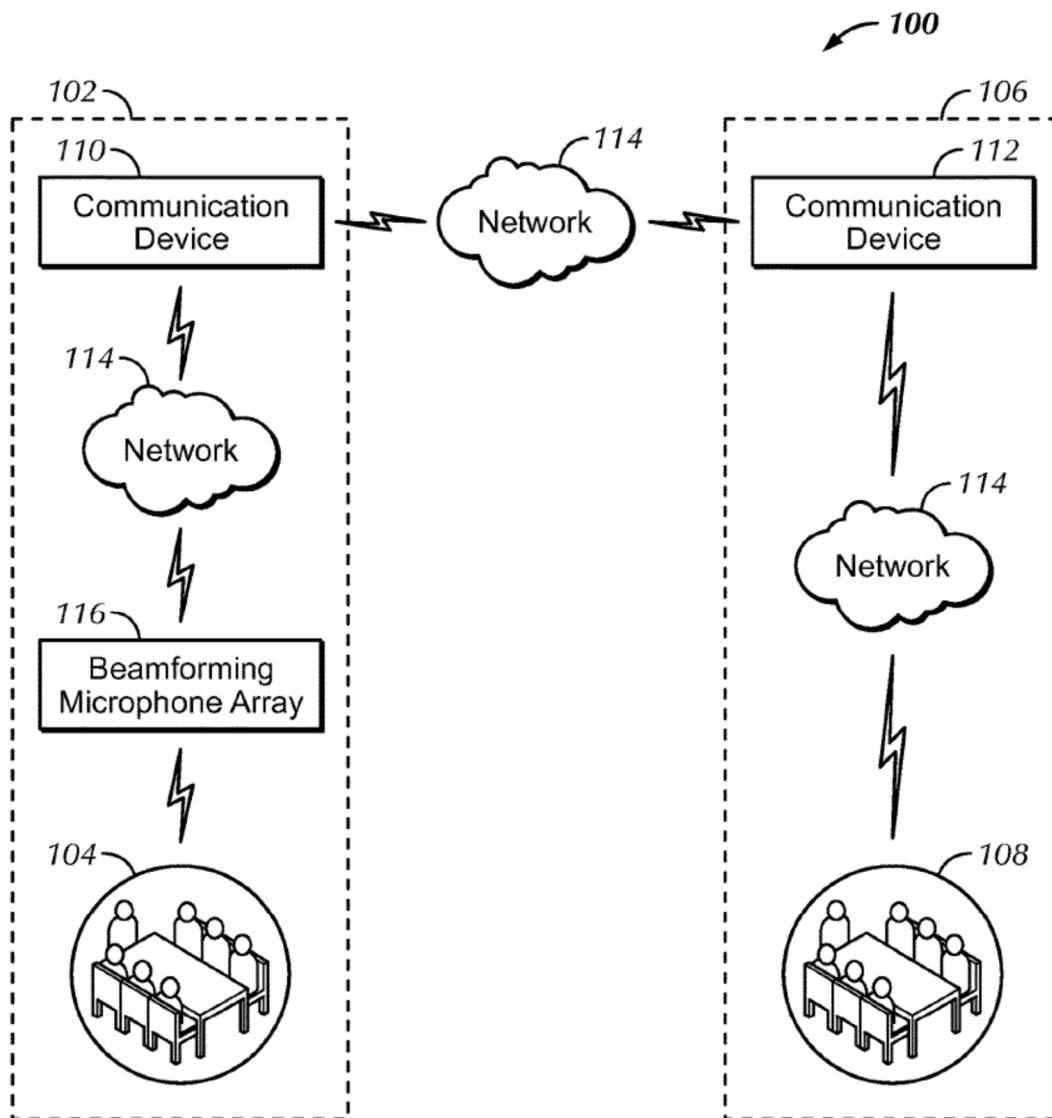 100
102
106
110
Communication
Device
114
Network
112
Communication
Device
114
Network
114
Network
116
Beamforming
Microphone Array
104
108